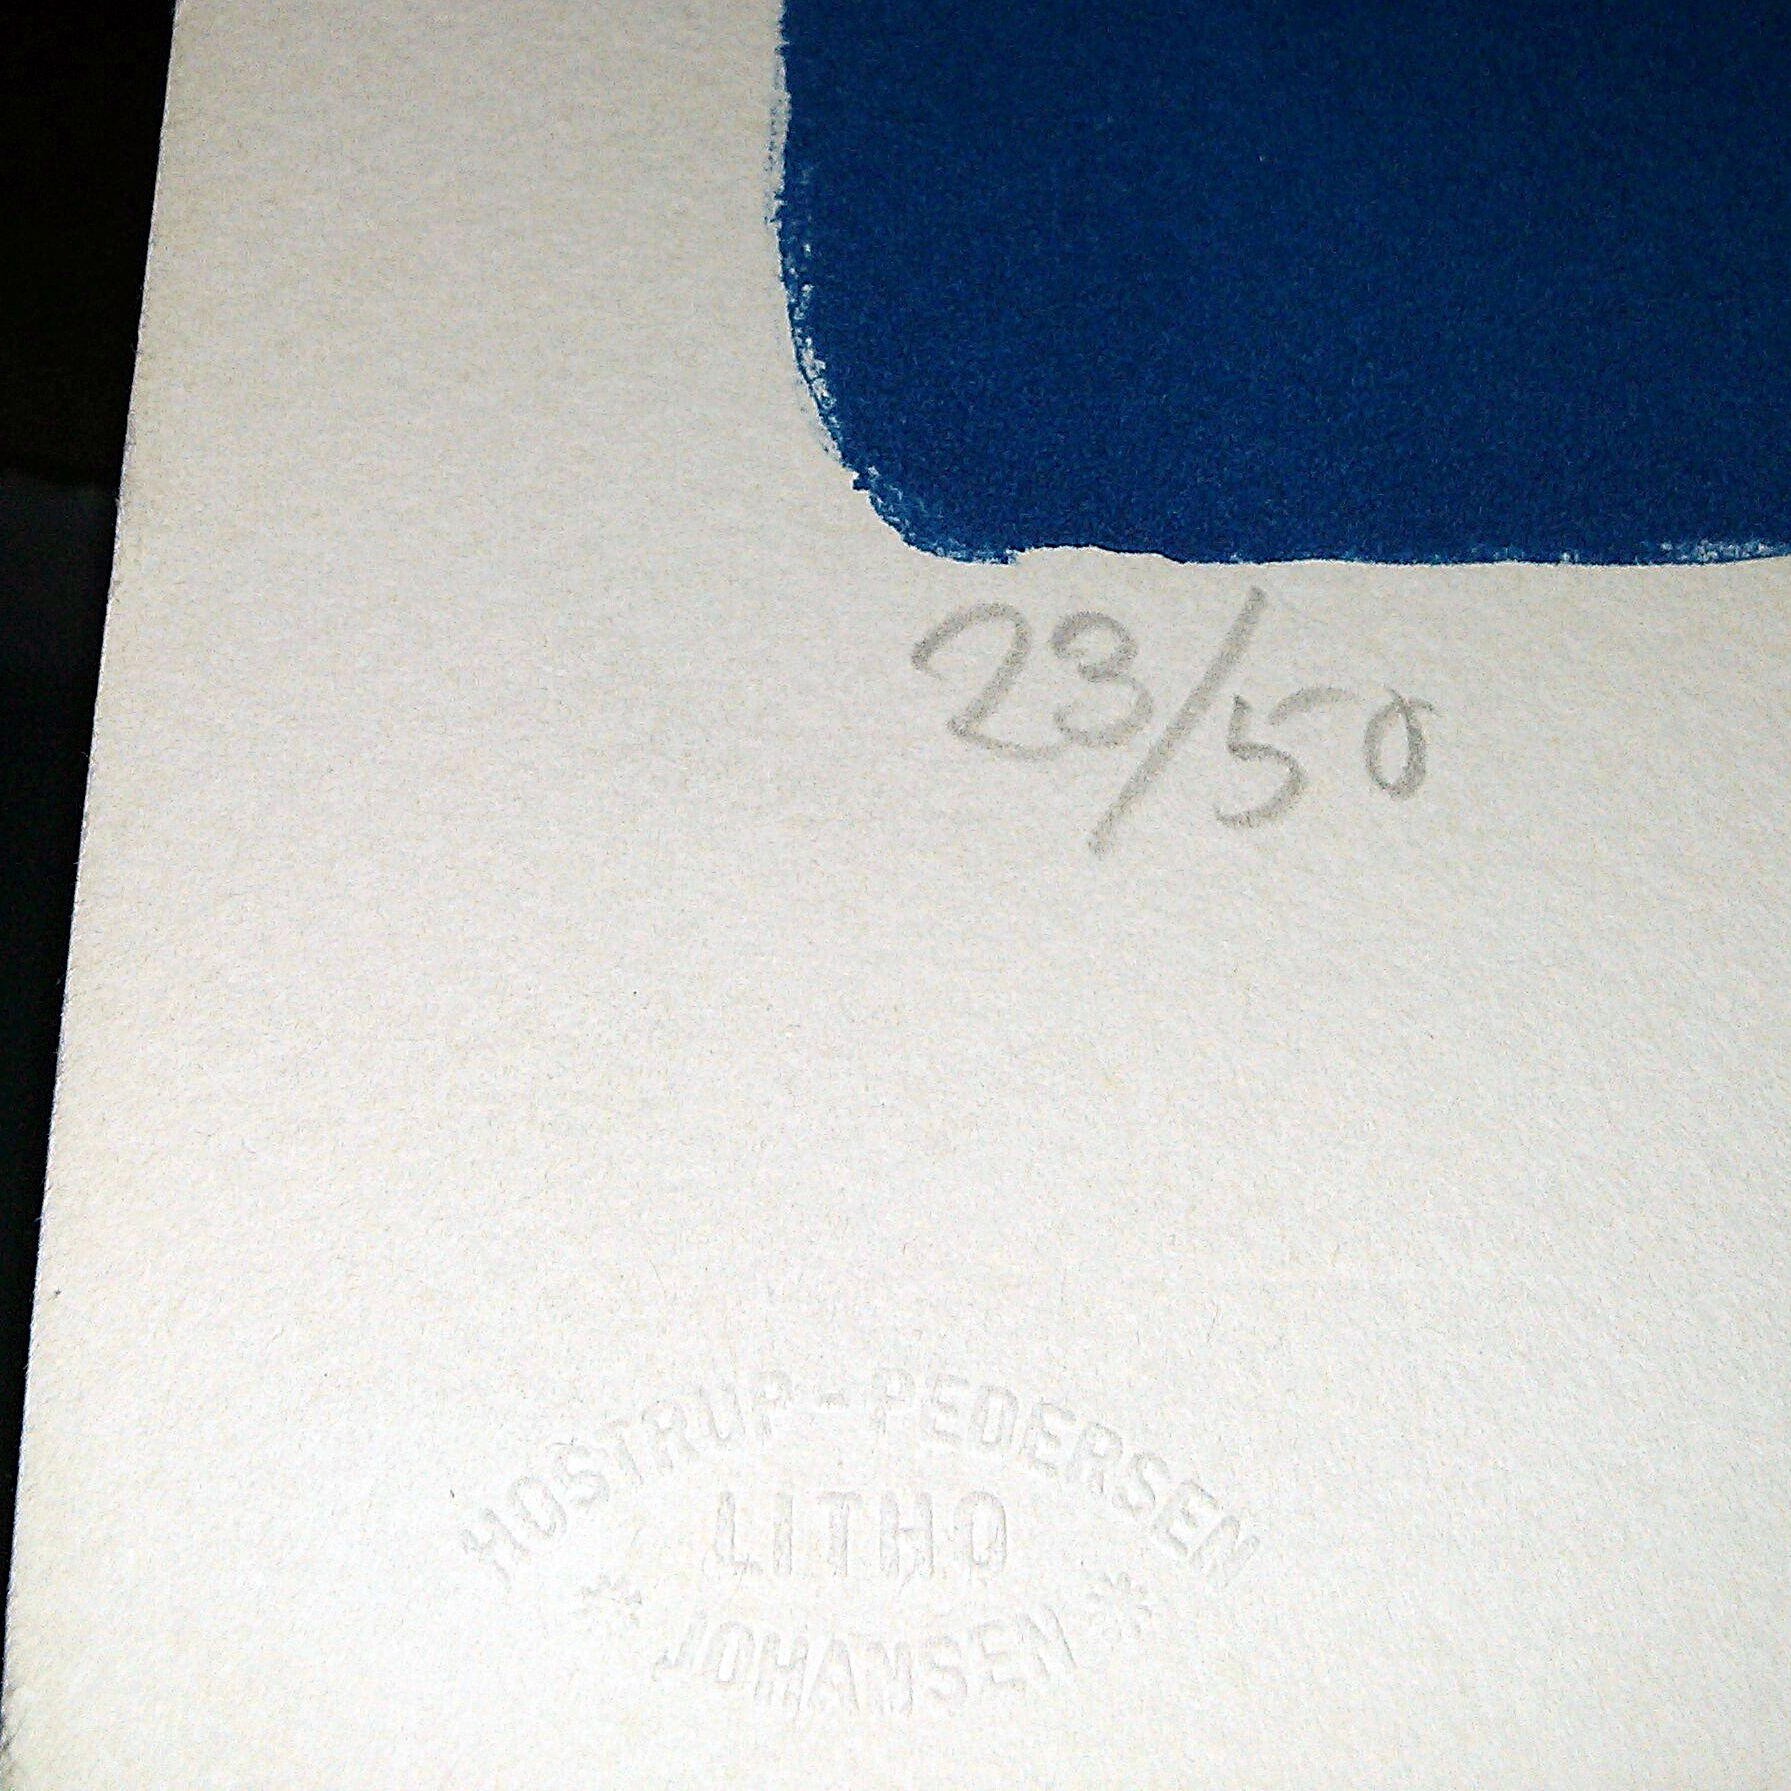 23/50
HOSTRUP-PEDERSEN
LITHO
* JOHANSEN *